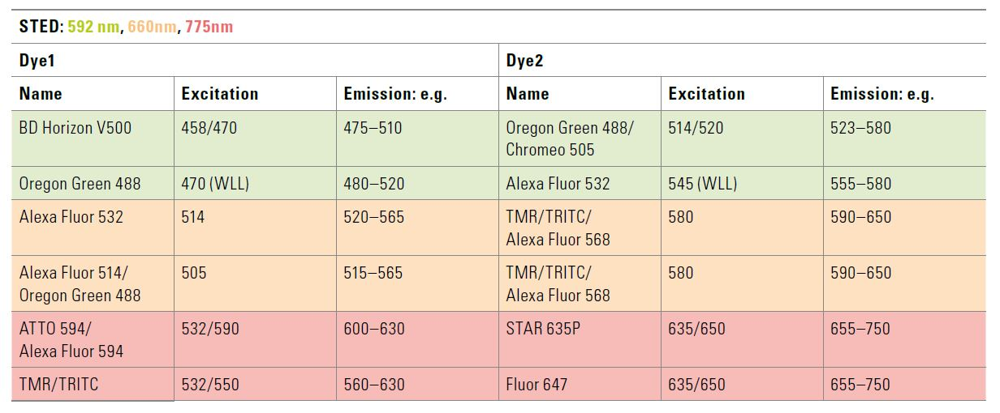 STED: 592 nm, 660nm, 775nm
Dye1 Dye2
Name Excitation Emission: e.g. Name Excitation Emission: e.g.
BD Horizon V500 458/470 475–510 Oregon Green 488/ 514/520 523–580
Chromeo 505
Oregon Green 488 470 (WLL) 480–520 Alexa Fluor 532 545 (WLL) 555–580
Alexa Fluor 532 514 520–565 TMR/TRITC/ 580 590–650
Alexa Fluor 568
Alexa Fluor 514/ 505 515–565 TMR/TRITC/ 580 590–650
Oregon Green 488 Alexa Fluor 568
ATTO 594/ 532/590 600–630 STAR 635P 635/650 655–750
Alexa Fluor 594
TMR/TRITC 532/550 560–630 Fluor 647 635/650 655–750